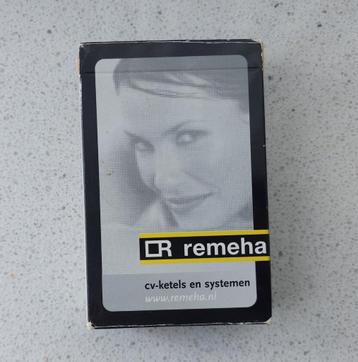 remeha
cv-ketels en systemen
www.remeha.nl